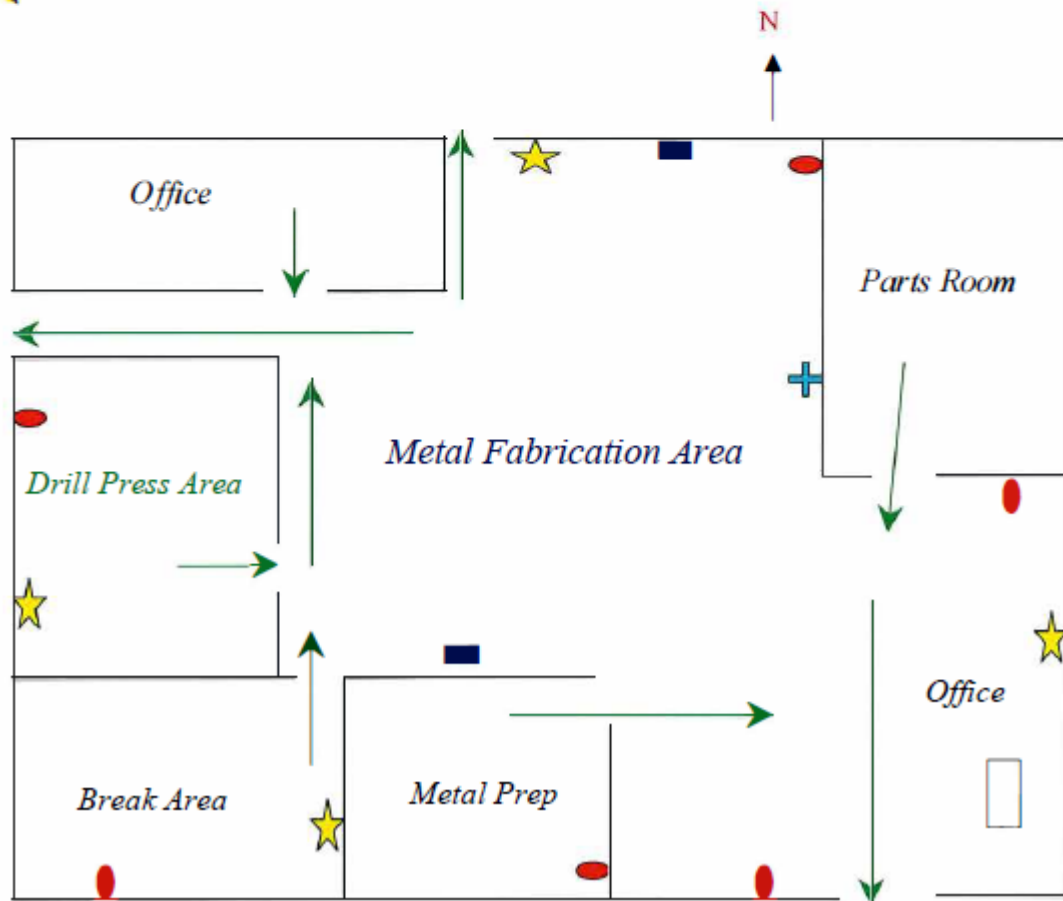 N
Office
Parts Room
Metal Fabrication Area
Drill Press Area
Office
Break Area
Metal Prep